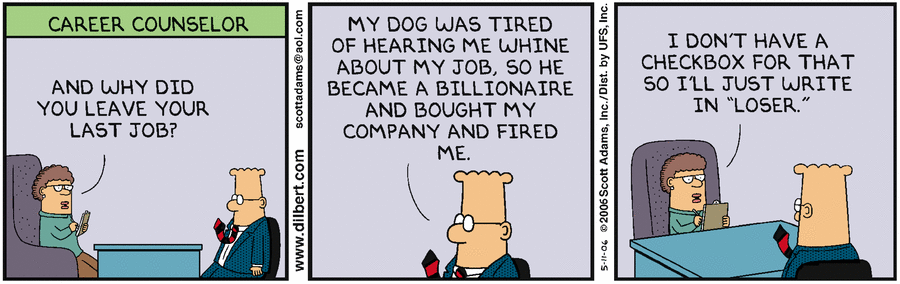 CAREER COUNSELOR
AND WHY DID
YOU LEAVE YOUR
LAST JOB?
www.dilbert.com
scottadams@aol.com
MY DOG WAS TIRED
OF HEARING ME WHINE
ABOUT MY JOB, SO HE
BECAME A BILLIONAIRE
AND BOUGHT MY
COMPANY AND FIRED
ME.
5-11-06 ©2006 Scott Adams, Inc./Dist. by UFS, Inc.
I DON'T HAVE A
CHECKBOX FOR THAT
SO I'LL JUST WRITE
IN "LOSER."